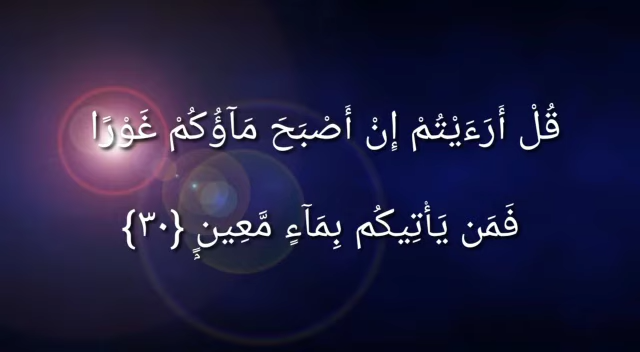 قُلْ أَرَءَيْتُمْ إِنْ أَصْبَحَ مَآؤُكُمْ غَوْرًا
فَمَن يَأْتِيكُم بِمَآءٍ مَّعِينٍۭ {٣٠}